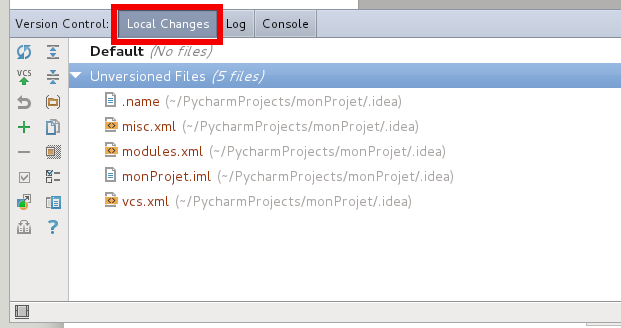 Version Control: Local Changes Log Console
Default (No files)
Unversioned Files (5 files)
.name (~/PycharmProjects/monProjet/.idea)
misc.xml (~/PycharmProjects/monProjet/.idea)
modules.xml (~/PycharmProjects/monProjet/.idea)
monProjet.iml (~/PycharmProjects/monProjet/.idea)
vcs.xml (~/PycharmProjects/monProjet/.idea)
VCS
?